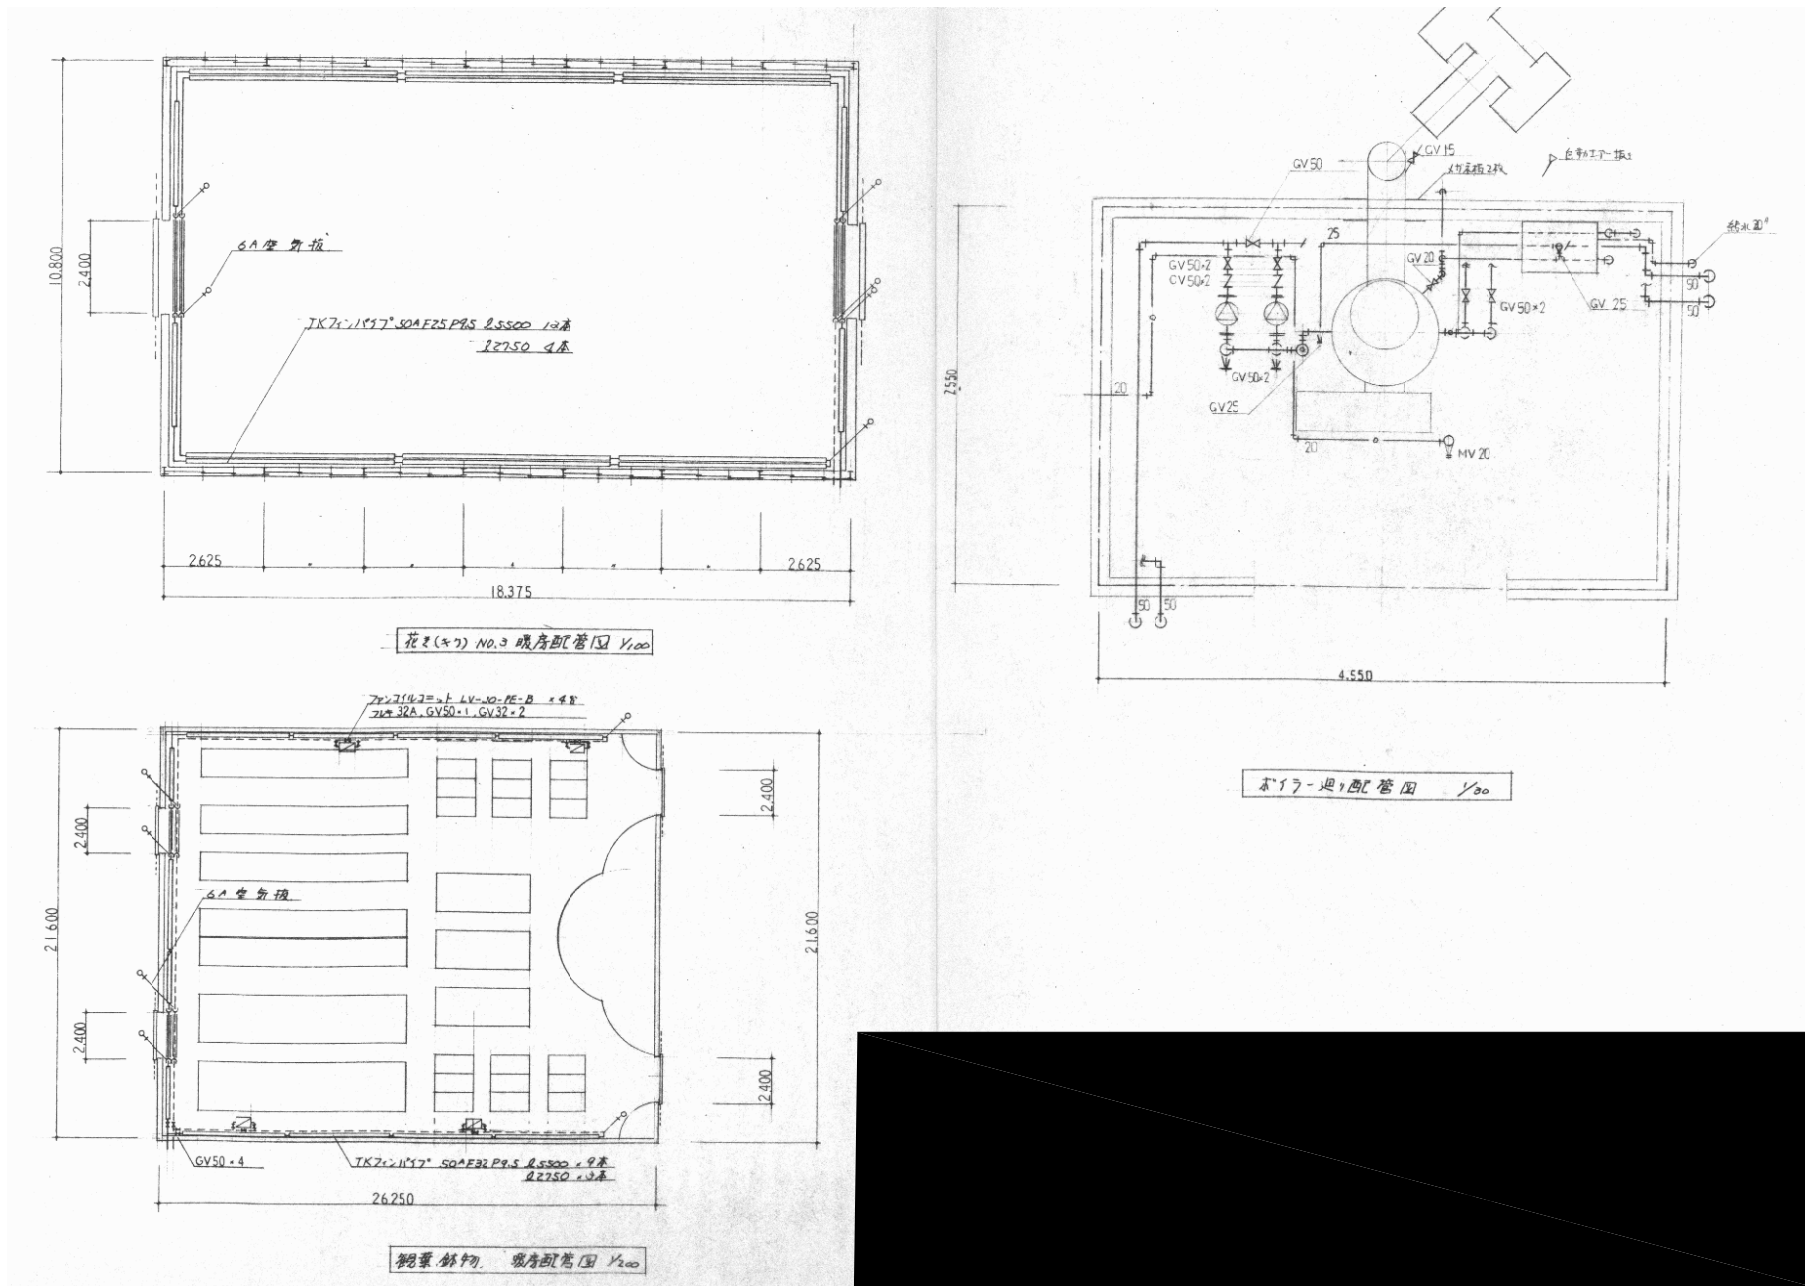 10.800
2.400
6A空気抜
TKフィンパイプ 50A F25 P9.5 ℓ5500 12本
ℓ2750 4本
2.625
2.625
18.375
花き(キク) NO.3 暖房配管図 1/100
ファンコイルユニット ×4台
フレキ32A, GV50×1, GV32×2
2.400
2.400
6A空気抜
2.400
2.400
21.600
21.600
GV50×4
TKフィンパイプ 50A F32 P9.5 ℓ5500 ×9本
ℓ2750 ×3本
26.250
観葉.鉢物. 暖房配管図 1/200
GV50
GV15
自動エアー抜き
給水20A
25
GV50×2
CV50×2
GV20
GV50×2
GV 25
50
50
GV50×2
GV25
20
20
MV20
2.550
50
50
4.550
ボイラー廻り配管図 1/30